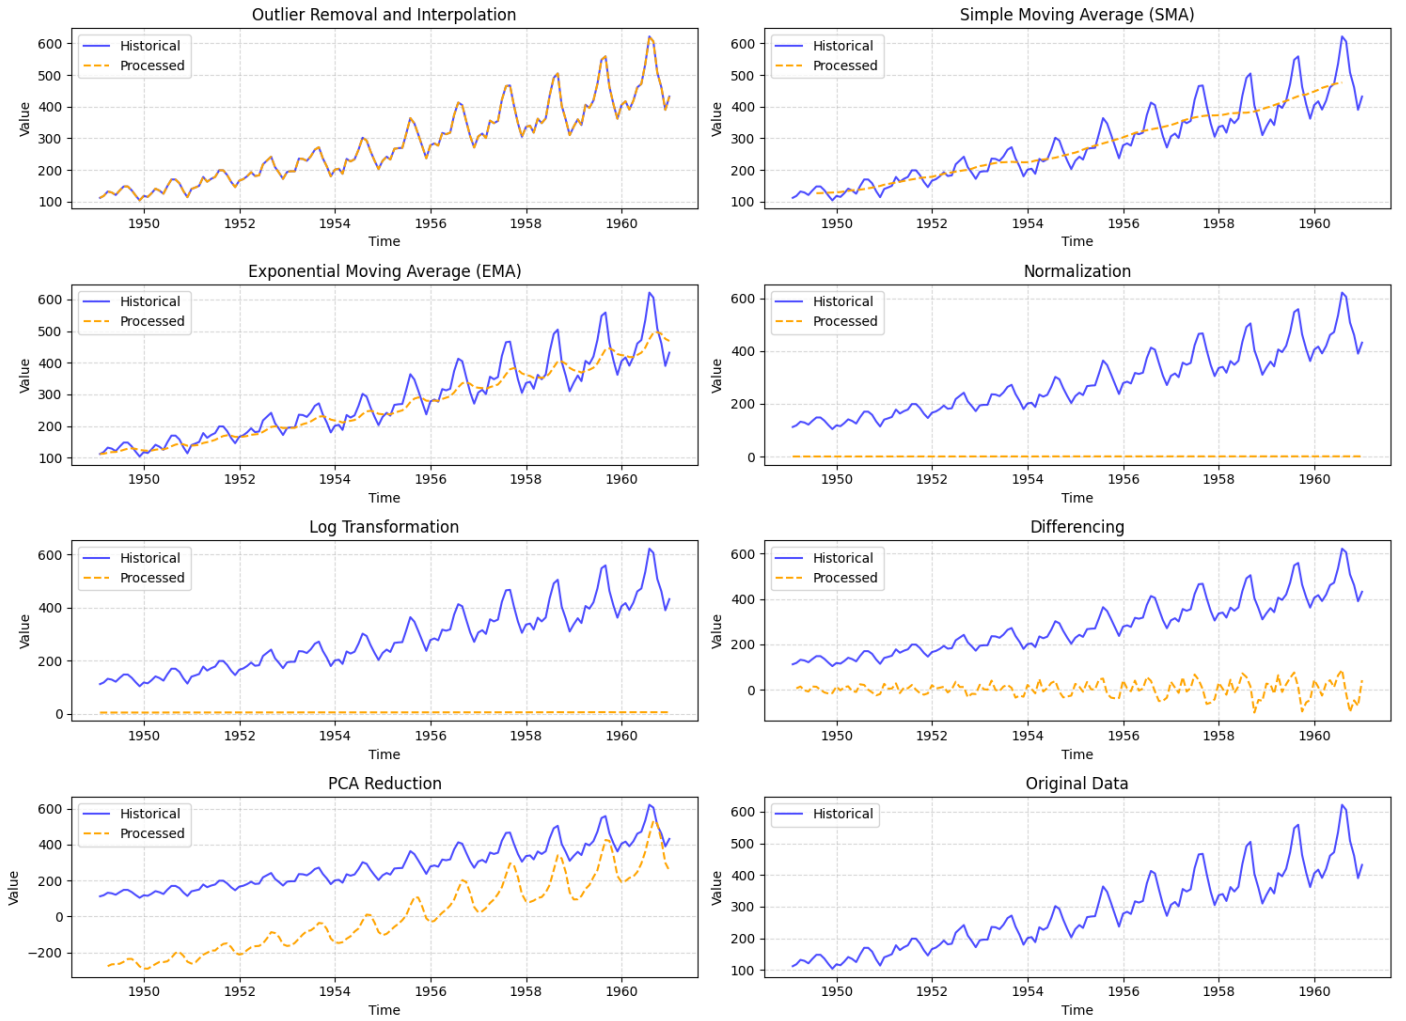 Outlier Removal and Interpolation
Historical
Processed
600
500
400
300
200
100
Value
1950 1952 1954 1956 1958 1960
Time
Simple Moving Average (SMA)
Historical
Processed
600
500
400
300
200
100
Value
1950 1952 1954 1956 1958 1960
Time
Exponential Moving Average (EMA)
Historical
Processed
600
500
400
300
200
100
Value
1950 1952 1954 1956 1958 1960
Time
Normalization
Historical
Processed
600
400
200
0
Value
1950 1952 1954 1956 1958 1960
Time
Log Transformation
Historical
Processed
600
400
200
0
Value
1950 1952 1954 1956 1958 1960
Time
Differencing
Historical
Processed
600
400
200
0
Value
1950 1952 1954 1956 1958 1960
Time
PCA Reduction
Historical
Processed
600
400
200
0
−200
Value
1950 1952 1954 1956 1958 1960
Time
Original Data
Historical
600
500
400
300
200
100
Value
1950 1952 1954 1956 1958 1960
Time